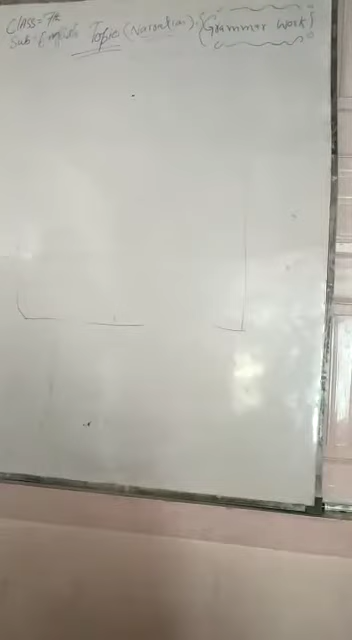 Class = 7th
Sub: English Topic (Narration): {Grammar Work}